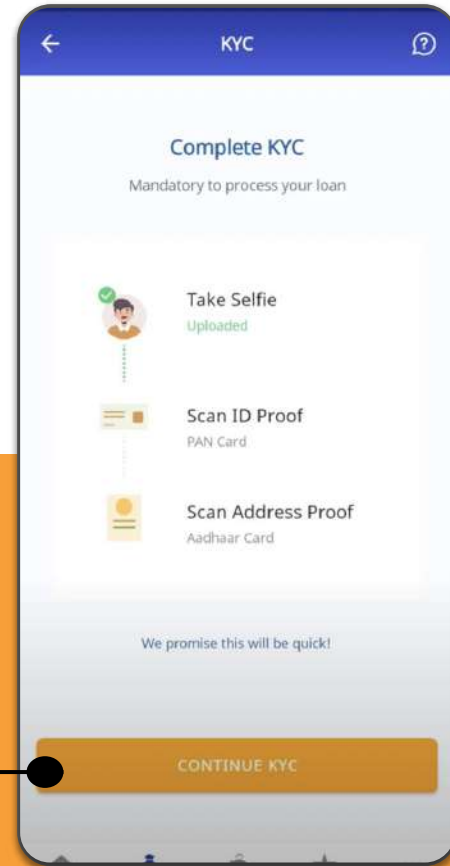 KYC
Complete KYC
Mandatory to process your loan
Take Selfie
Uploaded
Scan ID Proof
PAN Card
Scan Address Proof
Aadhaar Card
We promise this will be quick!
CONTINUE KYC